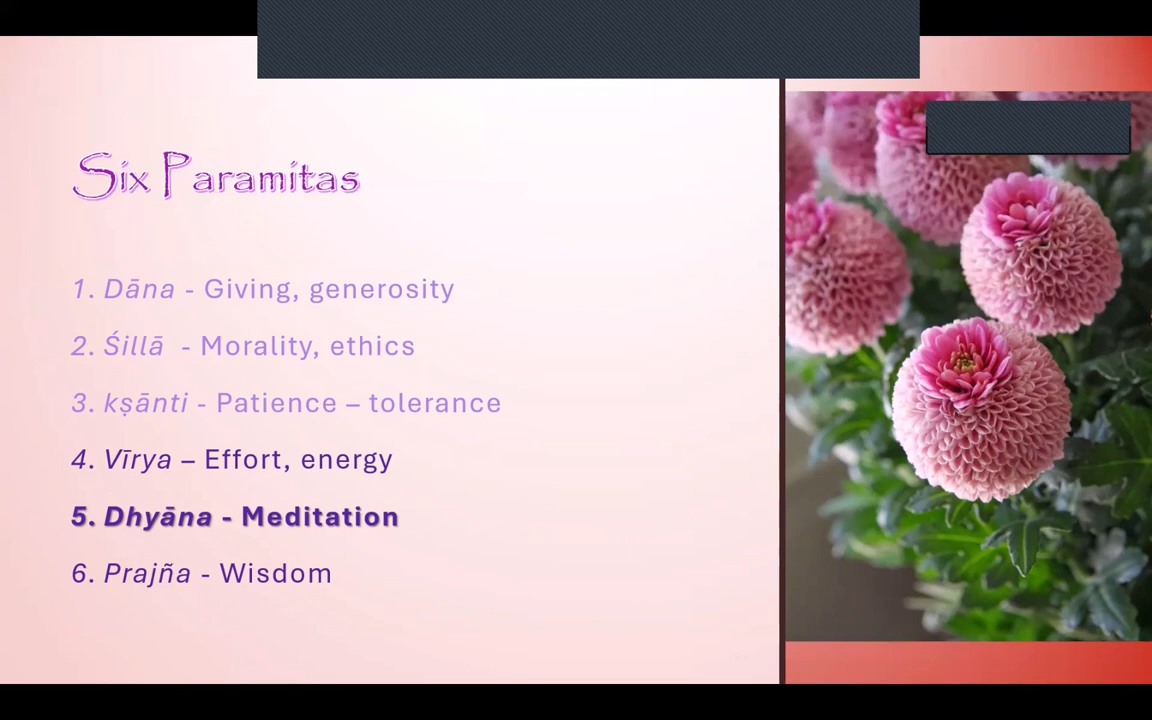 Six Paramitas
1. Dāna - Giving, generosity
2. Śillā - Morality, ethics
3. kṣānti - Patience – tolerance
4. Vīrya – Effort, energy
5. Dhyāna - Meditation
6. Prajña - Wisdom